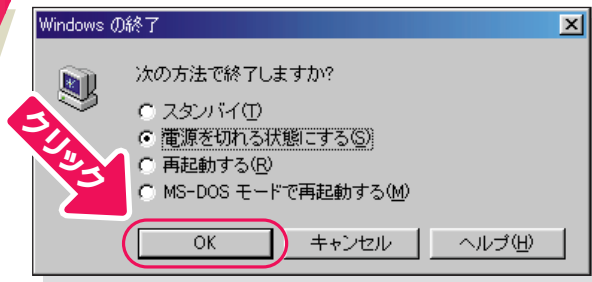 Windows の終了
次の方法で終了しますか?
スタンバイ(T)
電源を切れる状態にする(S)
再起動する(R)
MS-DOS モードで再起動する(M)
クリック
OK キャンセル ヘルプ(H)